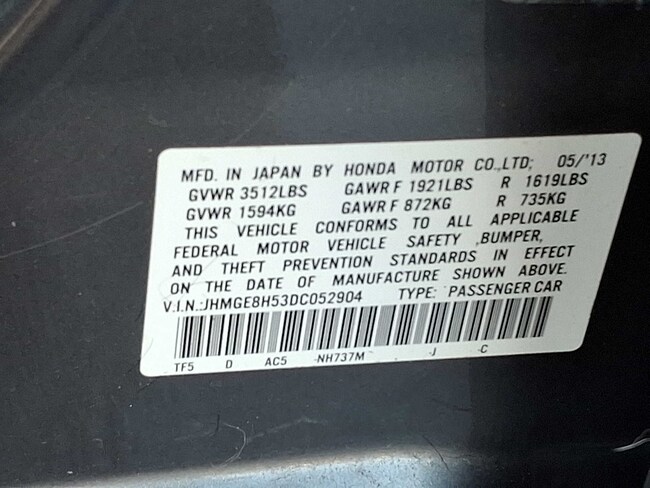 MFD. IN JAPAN BY HONDA MOTOR CO.,LTD; 05/'13
GVWR 3512LBS GAWR F 1921LBS R 1619LBS
GVWR 1594KG GAWR F 872KG R 735KG
THIS VEHICLE CONFORMS TO ALL APPLICABLE
FEDERAL MOTOR VEHICLE SAFETY ,BUMPER,
AND THEFT PREVENTION STANDARDS IN EFFECT
ON THE DATE OF MANUFACTURE SHOWN ABOVE.
V.I.N.:JHMGE8H53DC052904 TYPE: PASSENGER CAR
TF5 D AC5 -NH737M -J -C